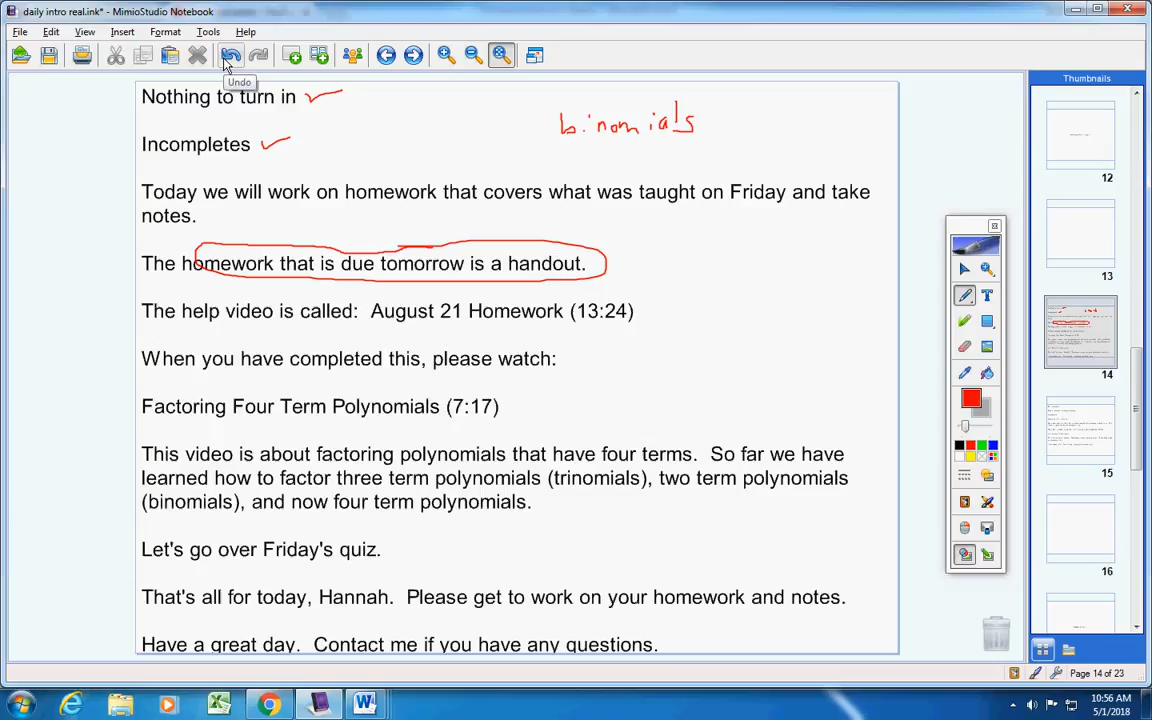 daily intro real.ink* - MimioStudio Notebook
File Edit View Insert Format Tools Help
Undo
Nothing to turn in
binomials
Incompletes
Today we will work on homework that covers what was taught on Friday and take
notes.
The homework that is due tomorrow is a handout.
The help video is called: August 21 Homework (13:24)
When you have completed this, please watch:
Factoring Four Term Polynomials (7:17)
This video is about factoring polynomials that have four terms. So far we have
learned how to factor three term polynomials (trinomials), two term polynomials
(binomials), and now four term polynomials.
Let's go over Friday's quiz.
That's all for today, Hannah. Please get to work on your homework and notes.
Have a great day. Contact me if you have any questions.
Thumbnails
12
13
14
15
16
Page 14 of 23
10:56 AM
5/1/2018